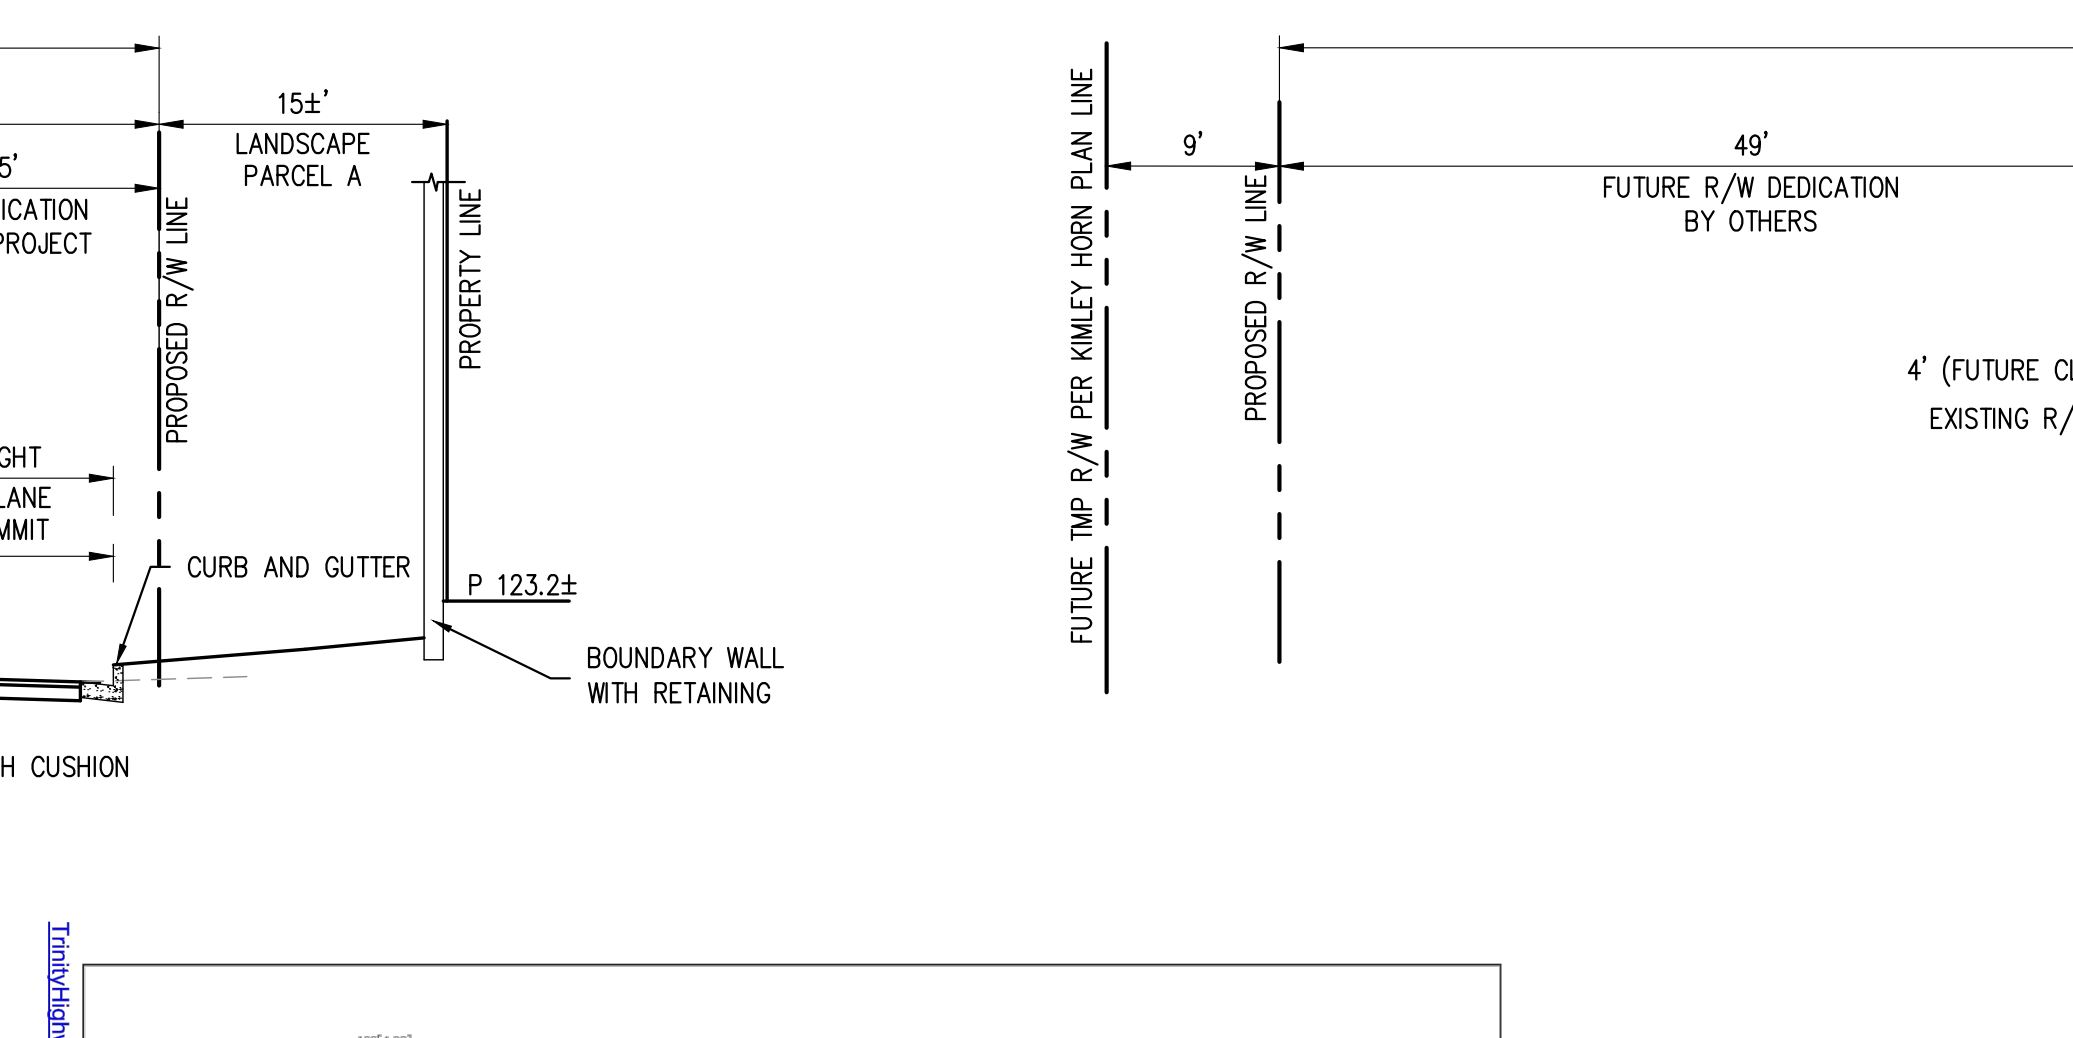 15±'
LANDSCAPE
PARCEL A
5'
ICATION
PROJECT
PROPOSED R/W LINE
PROPERTY LINE
GHT
LANE
MMIT
CURB AND GUTTER
P 123.2±
BOUNDARY WALL
WITH RETAINING
H CUSHION
FUTURE TMP R/W PER KIMLEY HORN PLAN LINE
9'
PROPOSED R/W LINE
49'
FUTURE R/W DEDICATION
BY OTHERS
4' (FUTURE CL
EXISTING R/
TrinityHighw